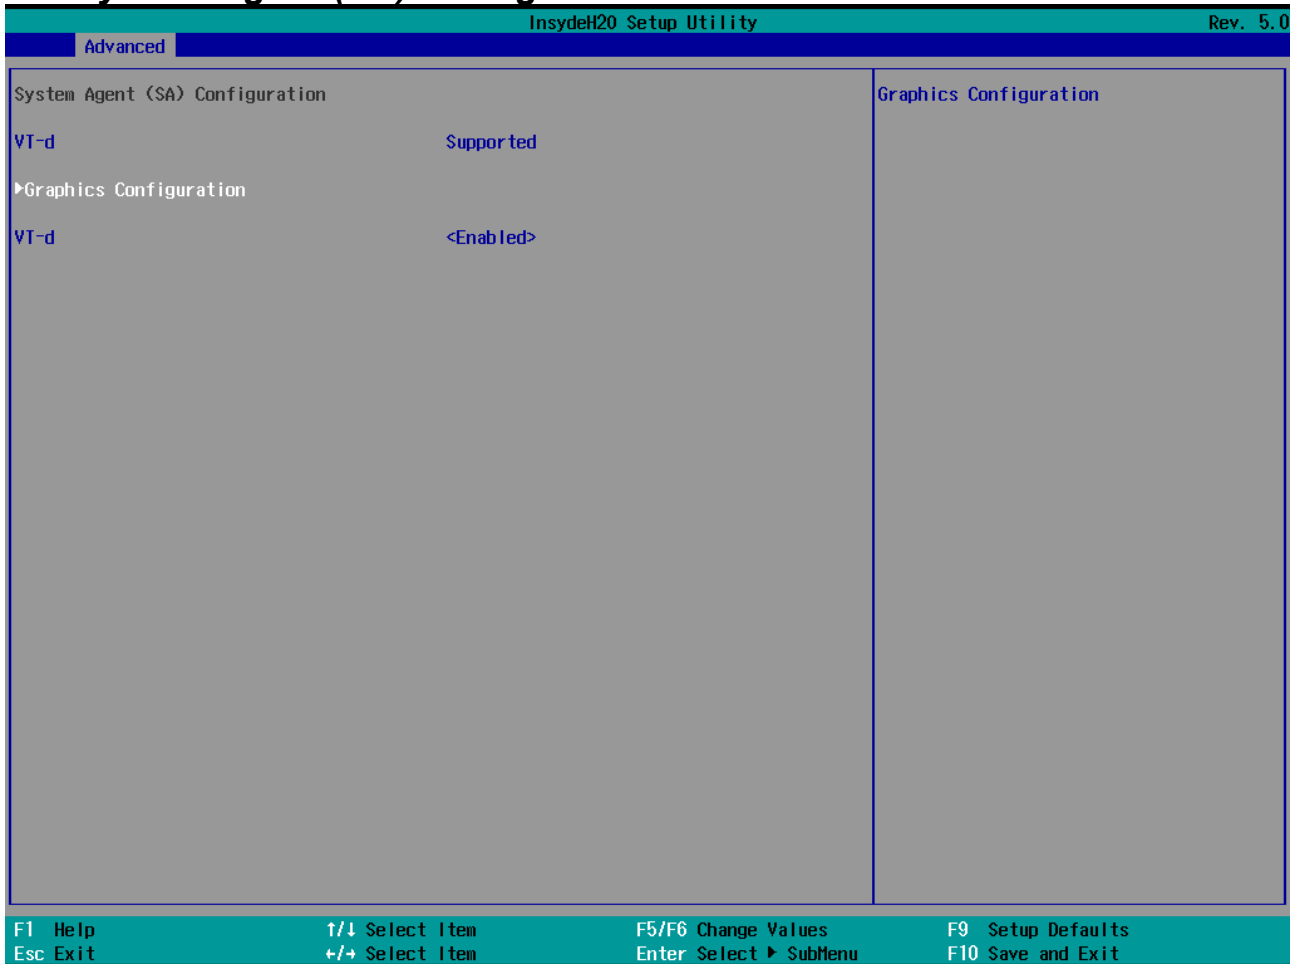 InsydeH20 Setup Utility Rev. 5.0
Advanced
System Agent (SA) Configuration
Graphics Configuration
VT-d Supported
▶Graphics Configuration
VT-d <Enabled>
F1 Help ↑/↓ Select Item F5/F6 Change Values F9 Setup Defaults
Esc Exit ←/→ Select Item Enter Select ▶ SubMenu F10 Save and Exit